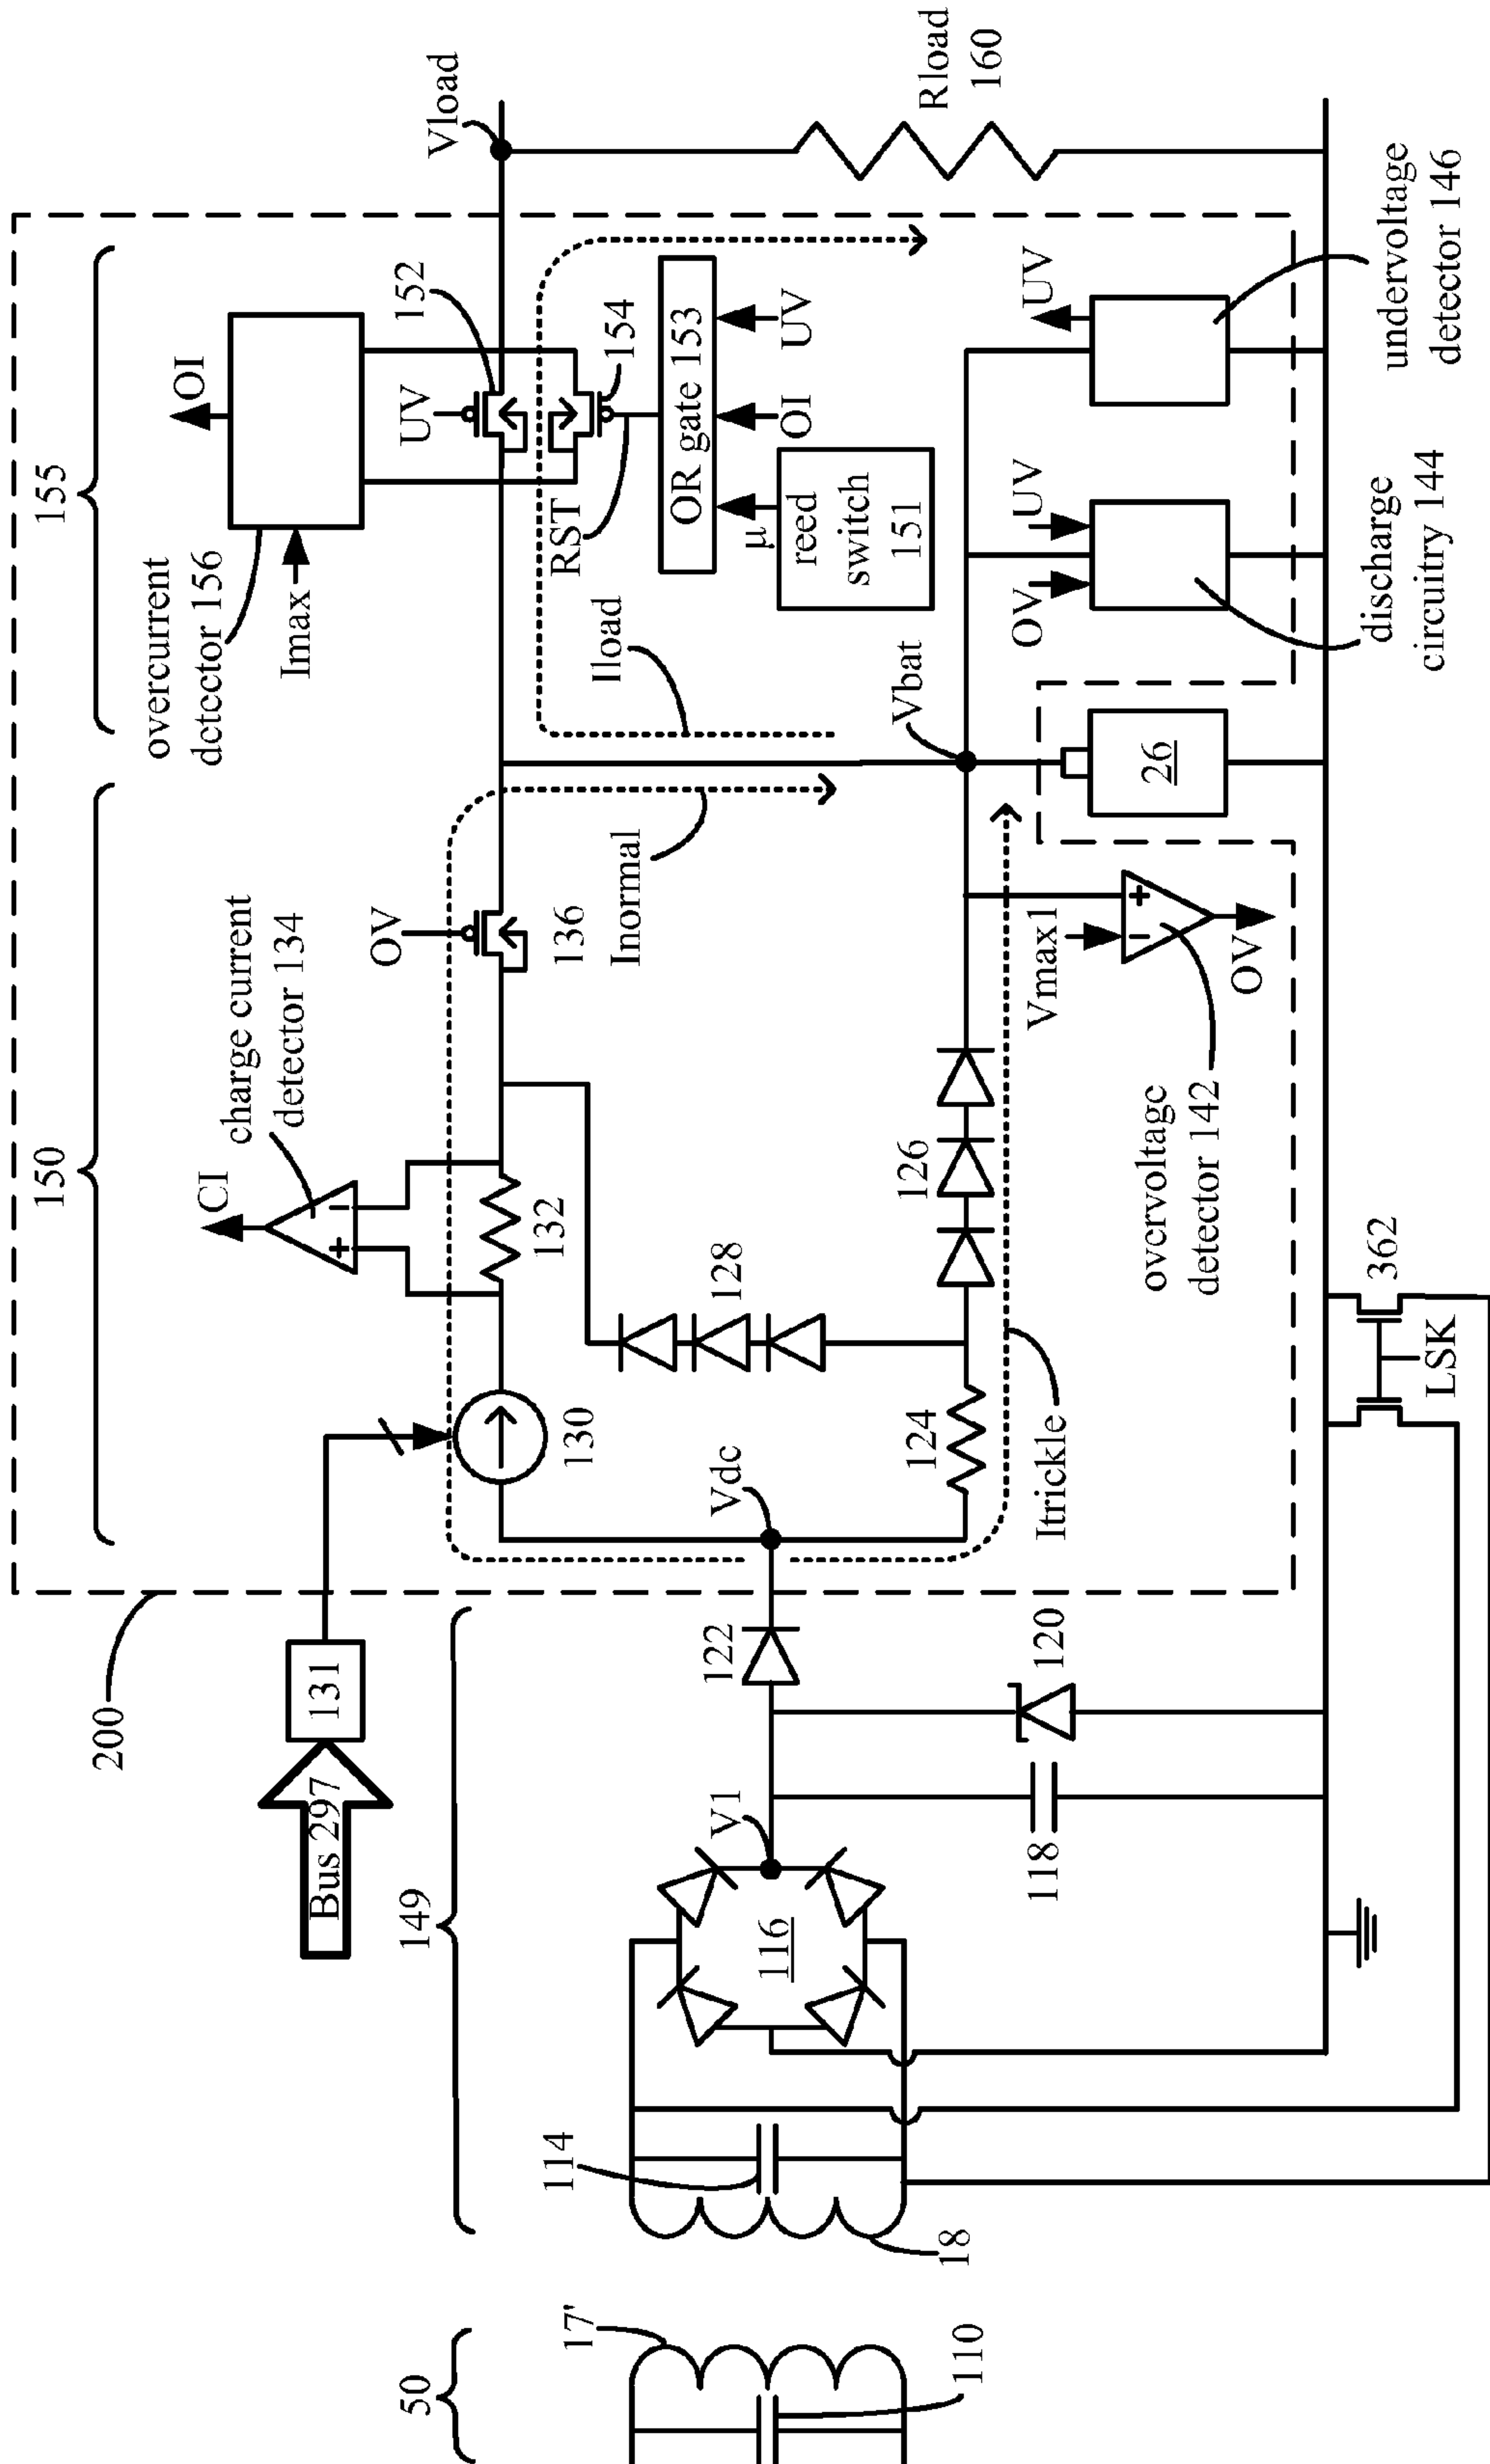 50
17'
110
149
114
18
116
V1
118
120
122
Bus 297
131
200
150
130
Vdc
124
Itrickle
128
126
CI
charge current
detector 134
132
OV
136
Inormal
Vmax1
OV
overvoltage
detector 142
362
LSK
155
overcurrent
detector 156
Imax
OI
UV
152
154
RST
Iload
OR gate 153
μ
OI
UV
reed
switch
151
Vbat
26
OV
UV
discharge
circuitry 144
UV
undervoltage
detector 146
Vload
Rload
160